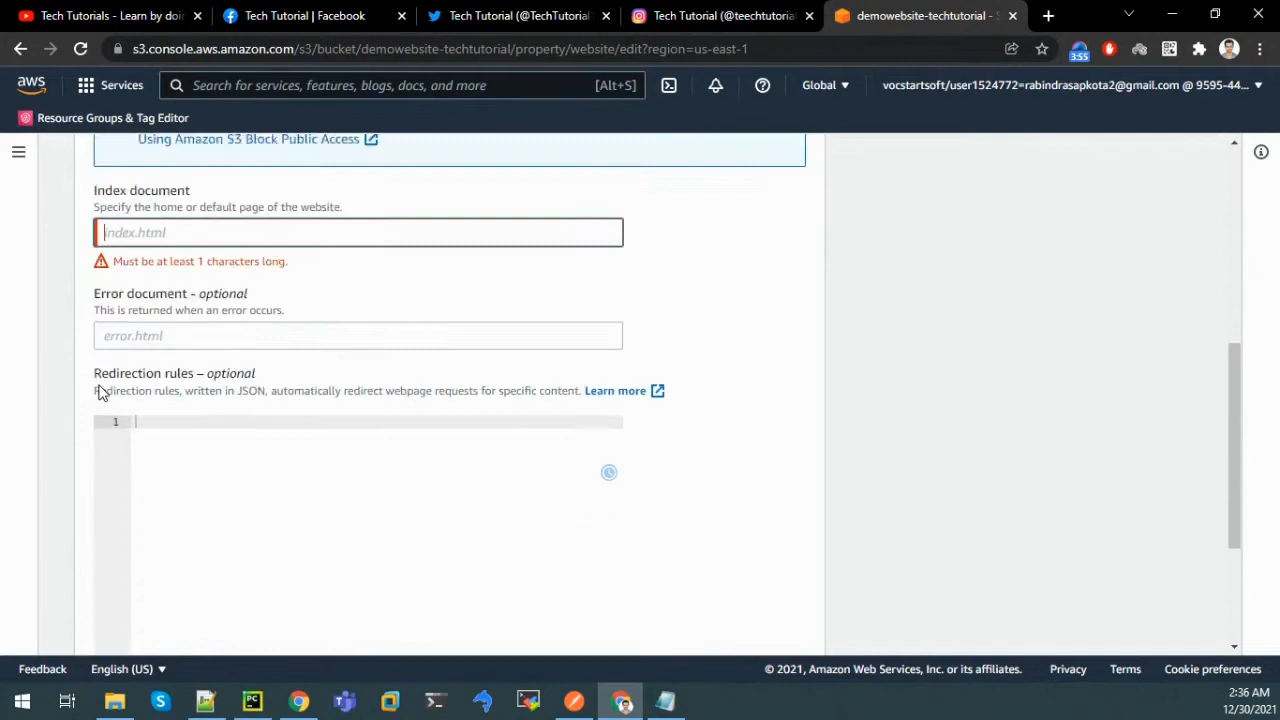 Tech Tutorials - Learn by doi
Tech Tutorial | Facebook
Tech Tutorial (@TechTutorial
Tech Tutorial (@teechtutorial
demowebsite-techtutorial - S
s3.console.aws.amazon.com/s3/bucket/demowebsite-techtutorial/property/website/edit?region=us-east-1
3:55
aws
Services
Search for services, features, blogs, docs, and more
[Alt+S]
Global
vocstartsoft/user1524772=rabindrasapkota2@gmail.com @ 9595-44...
Resource Groups & Tag Editor
Using Amazon S3 Block Public Access
Index document
Specify the home or default page of the website.
index.html
Must be at least 1 characters long.
Error document - optional
This is returned when an error occurs.
error.html
Redirection rules – optional
Redirection rules, written in JSON, automatically redirect webpage requests for specific content. Learn more
1
Feedback
English (US)
© 2021, Amazon Web Services, Inc. or its affiliates.
Privacy
Terms
Cookie preferences
2:36 AM
12/30/2021